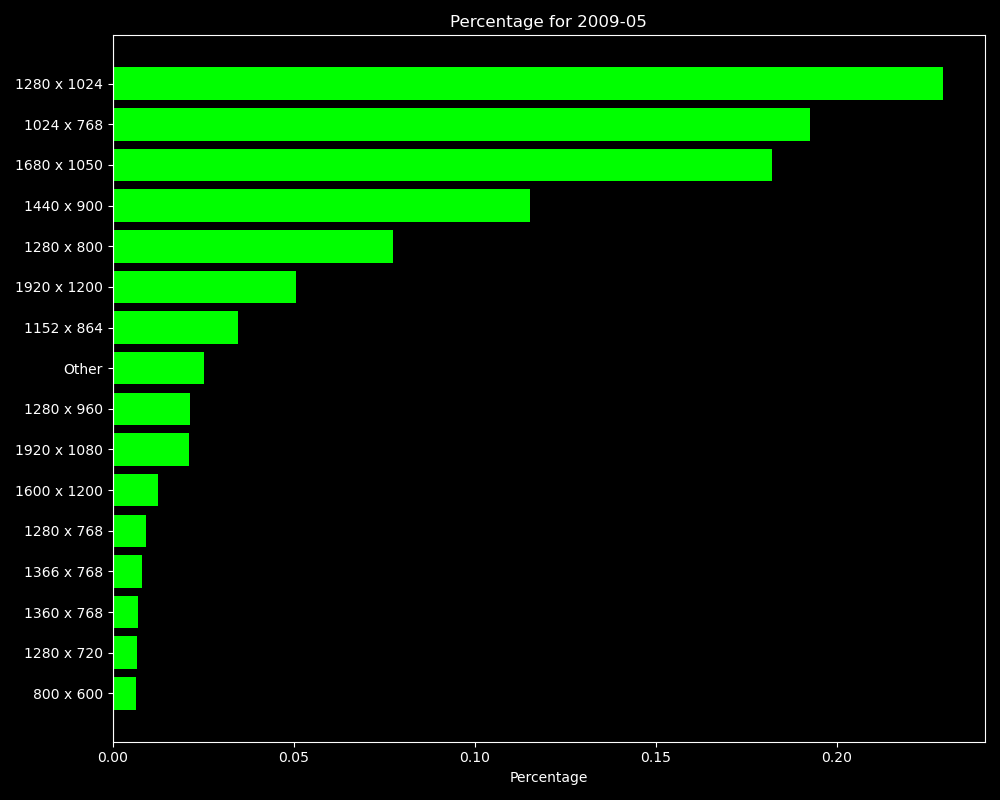 Percentage for 2009-05
1280 x 1024
1024 x 768
1680 x 1050
1440 x 900
1280 x 800
1920 x 1200
1152 x 864
Other
1280 x 960
1920 x 1080
1600 x 1200
1280 x 768
1366 x 768
1360 x 768
1280 x 720
800 x 600
0.00 0.05 0.10 0.15 0.20
Percentage